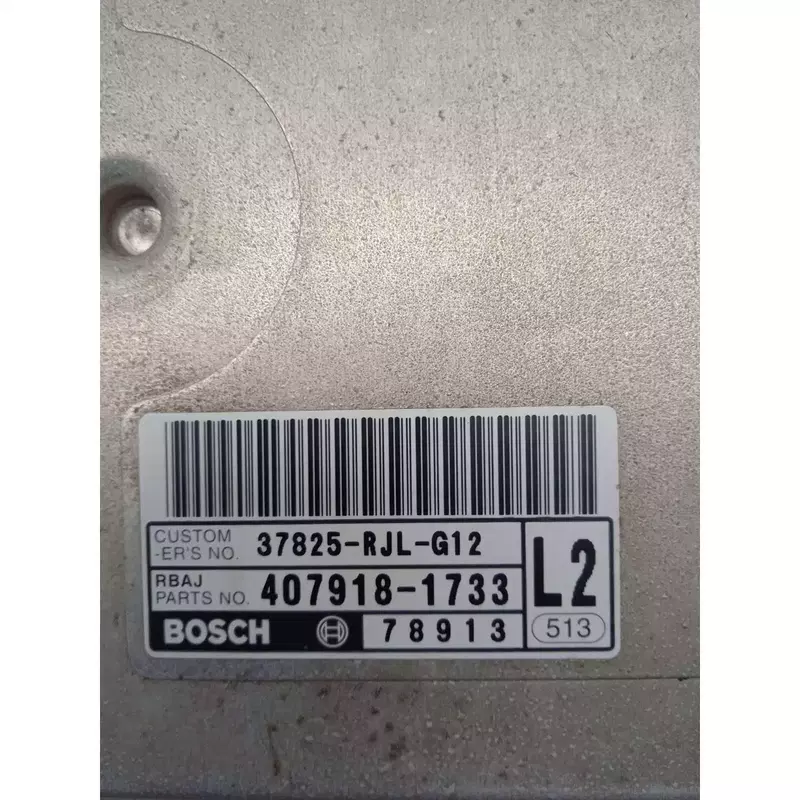 CUSTOM
-ER'S NO. 37825-RJL-G12
RBAJ
PARTS NO. 407918-1733
L2
BOSCH 78913
513